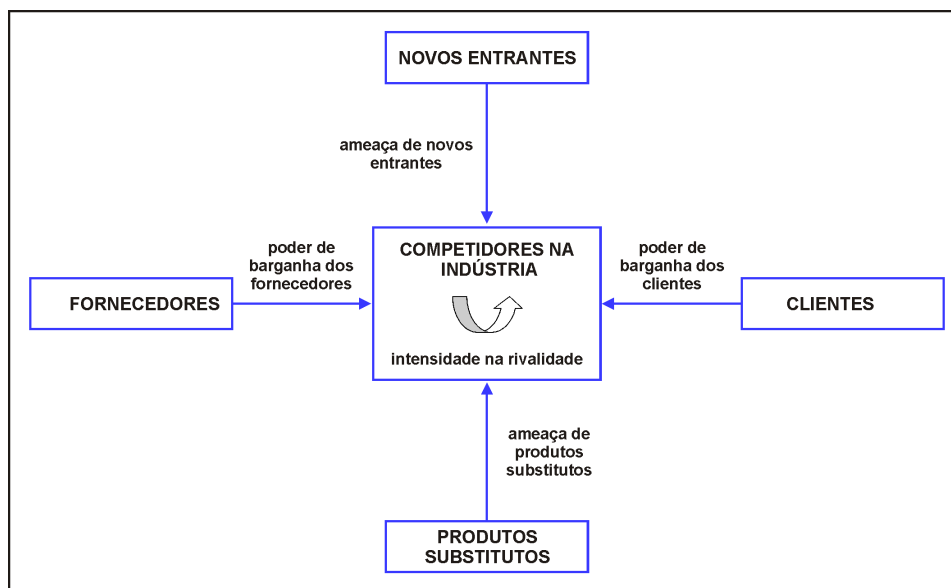 NOVOS ENTRANTES
ameaça de novos
entrantes
poder de
barganha dos
fornecedores
FORNECEDORES
COMPETIDORES NA
INDÚSTRIA
intensidade na rivalidade
poder de
barganha dos
clientes
CLIENTES
ameaça de
produtos
substitutos
PRODUTOS
SUBSTITUTOS